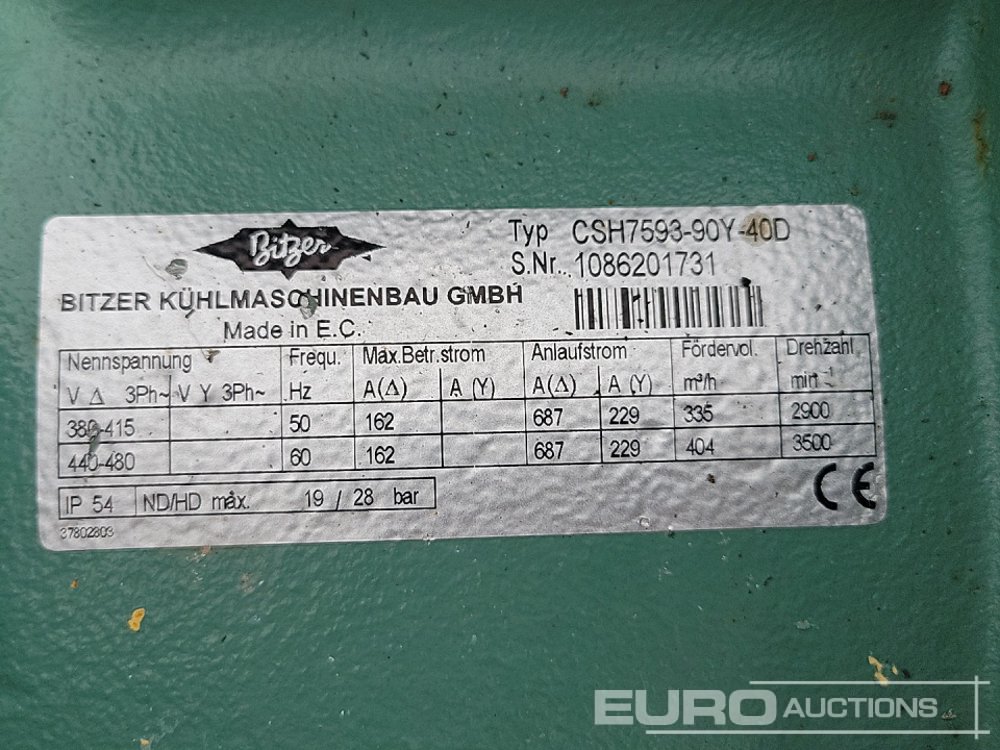 Bitzer
Typ CSH7593-90Y-40D
S.Nr. 1086201731
BITZER KÜHLMASCHINENBAU GMBH
Made in E.C.
Nennspannung Frequ. Max.Betr.strom Anlaufstrom Fördervol. Drehzahl
V Δ 3Ph~ V Y 3Ph~ Hz A(Δ) A (Y) A(Δ) A (Y) m³/h min⁻¹
380-415 50 162 687 229 335 2900
440-480 60 162 687 229 404 3500
IP 54 ND/HD max. 19 / 28 bar
CE
37802803
EURO AUCTIONS